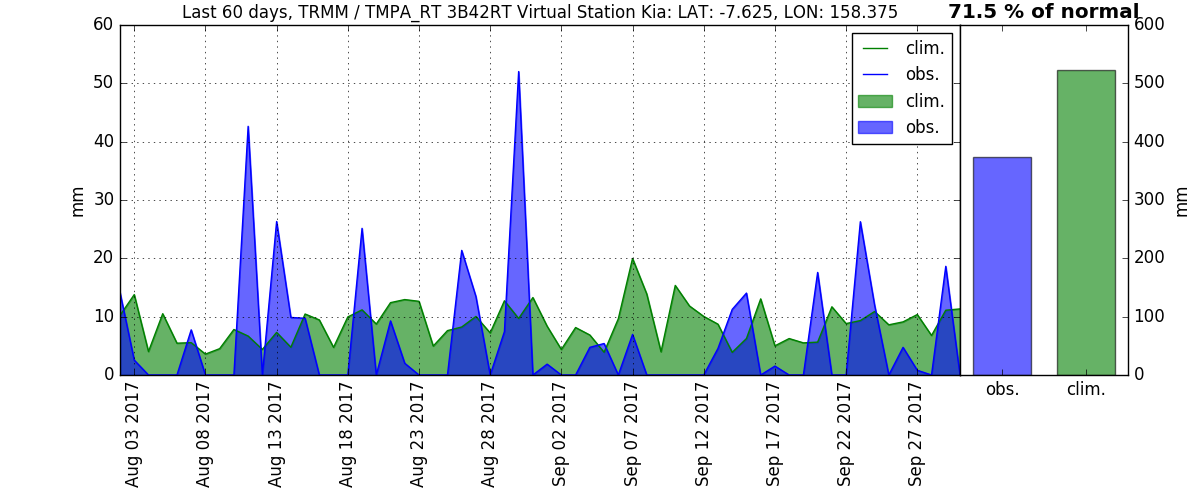 Last 60 days, TRMM / TMPA_RT 3B42RT Virtual Station Kia: LAT: -7.625, LON: 158.375
71.5 % of normal
60
50
40
30
20
10
0
mm
clim.
obs.
clim.
obs.
600
500
400
300
200
100
0
mm
obs.
clim.
Aug 03 2017
Aug 08 2017
Aug 13 2017
Aug 18 2017
Aug 23 2017
Aug 28 2017
Sep 02 2017
Sep 07 2017
Sep 12 2017
Sep 17 2017
Sep 22 2017
Sep 27 2017